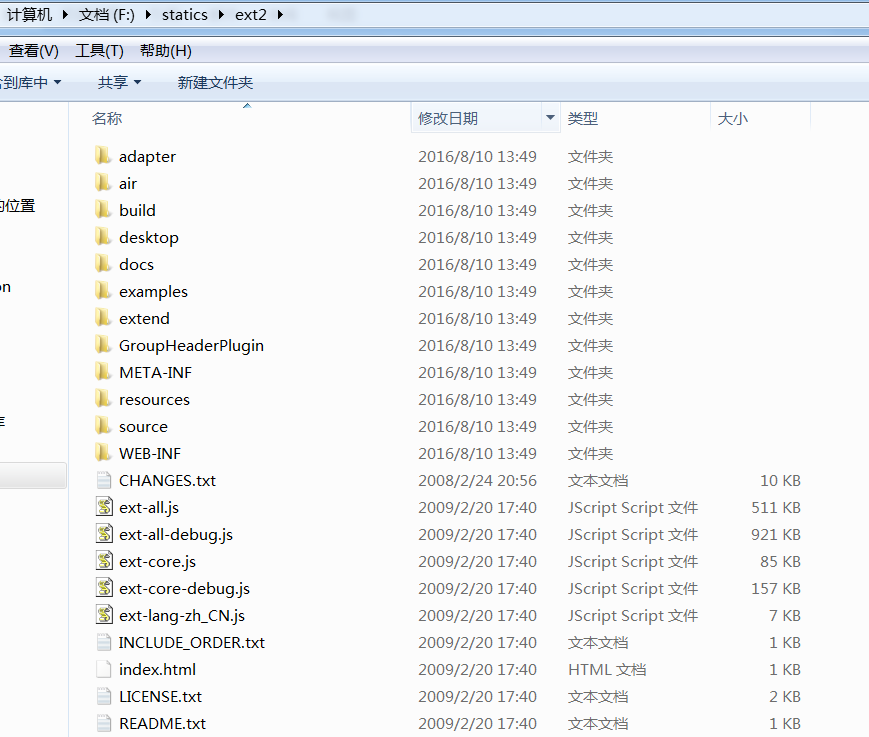 计算机 文档 (F:) statics ext2
查看(V) 工具(T) 帮助(H)
到库中 共享 新建文件夹
名称 修改日期 类型 大小
adapter 2016/8/10 13:49 文件夹
air 2016/8/10 13:49 文件夹
build 2016/8/10 13:49 文件夹
的位置
desktop 2016/8/10 13:49 文件夹
docs 2016/8/10 13:49 文件夹
on
examples 2016/8/10 13:49 文件夹
extend 2016/8/10 13:49 文件夹
GroupHeaderPlugin 2016/8/10 13:49 文件夹
META-INF 2016/8/10 13:49 文件夹
resources 2016/8/10 13:49 文件夹
source 2016/8/10 13:49 文件夹
WEB-INF 2016/8/10 13:49 文件夹
CHANGES.txt 2008/2/24 20:56 文本文档 10 KB
ext-all.js 2009/2/20 17:40 JScript Script 文件 511 KB
ext-all-debug.js 2009/2/20 17:40 JScript Script 文件 921 KB
ext-core.js 2009/2/20 17:40 JScript Script 文件 85 KB
ext-core-debug.js 2009/2/20 17:40 JScript Script 文件 157 KB
ext-lang-zh_CN.js 2009/2/20 17:40 JScript Script 文件 7 KB
INCLUDE_ORDER.txt 2009/2/20 17:40 文本文档 1 KB
index.html 2009/2/20 17:40 HTML 文档 1 KB
LICENSE.txt 2009/2/20 17:40 文本文档 2 KB
README.txt 2009/2/20 17:40 文本文档 1 KB